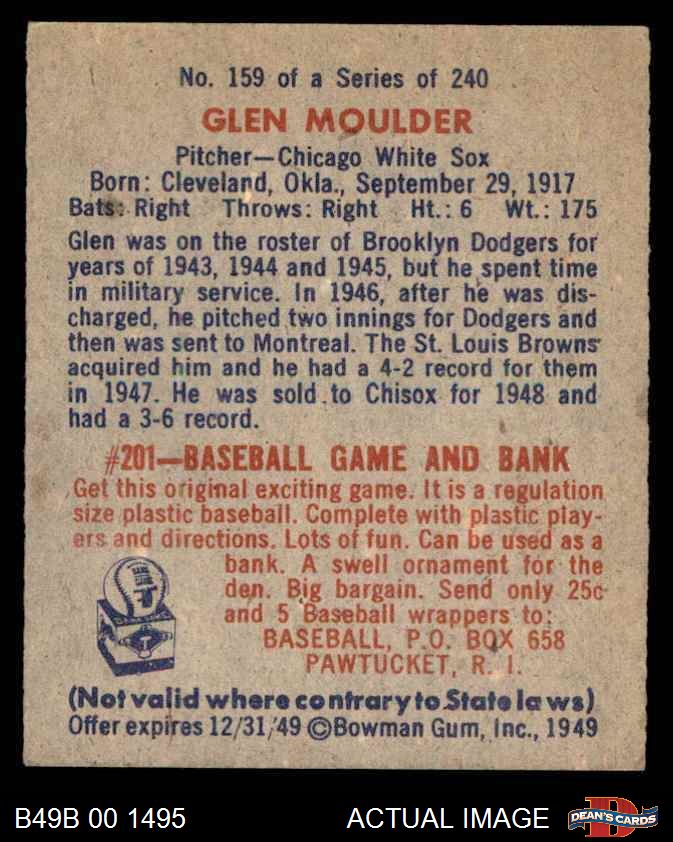 No. 159 of a Series of 240
GLEN MOULDER
Pitcher—Chicago White Sox
Born: Cleveland, Okla., September 29, 1917
Bats: Right Throws: Right Ht.: 6 Wt.: 175
Glen was on the roster of Brooklyn Dodgers for
years of 1943, 1944 and 1945, but he spent time
in military service. In 1946, after he was dis-
charged, he pitched two innings for Dodgers and
then was sent to Montreal. The St. Louis Browns
acquired him and he had a 4-2 record for them
in 1947. He was sold to Chisox for 1948 and
had a 3-6 record.
#201—BASEBALL GAME AND BANK
Get this original exciting game. It is a regulation
size plastic baseball. Complete with plastic play-
ers and directions. Lots of fun. Can be used as a
bank. A swell ornament for the
den. Big bargain. Send only 25c
and 5 Baseball wrappers to:
BASEBALL, P.O. BOX 658
PAWTUCKET, R. I.
(Not valid where contrary to State laws)
Offer expires 12/31/49 ©Bowman Gum, Inc., 1949
B49B 00 1495 ACTUAL IMAGE
DEAN'S CARDS